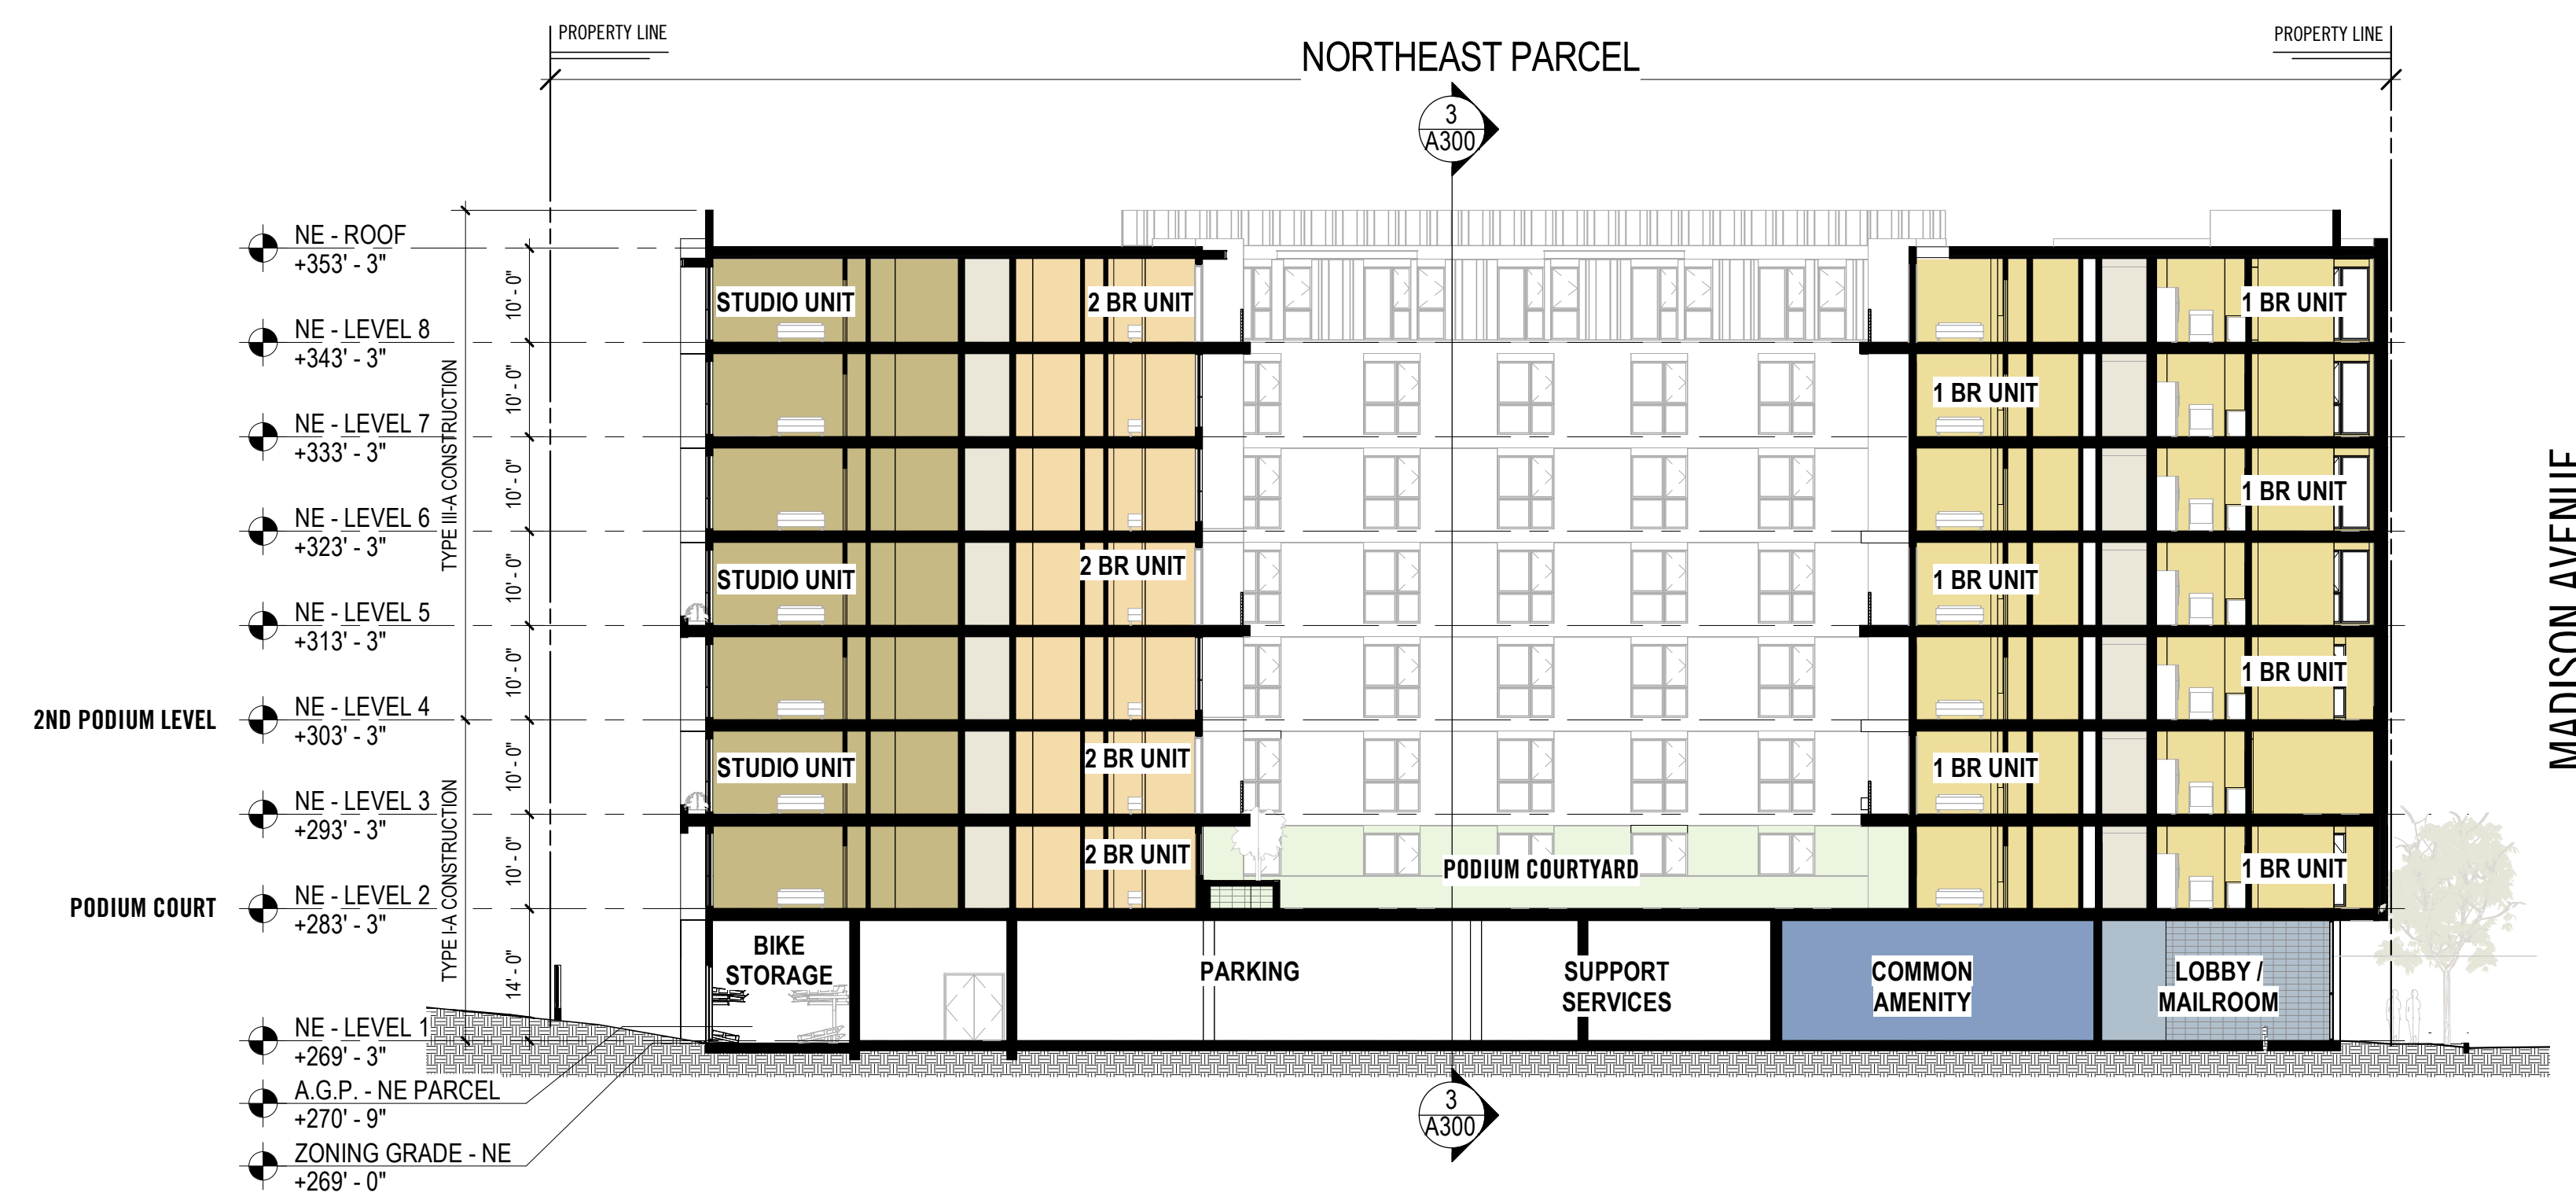 PROPERTY LINE
PROPERTY LINE
NORTHEAST PARCEL
3
A300
NE - ROOF
+353' - 3"
10' - 0"
STUDIO UNIT
2 BR UNIT
1 BR UNIT
NE - LEVEL 8
+343' - 3"
10' - 0"
1 BR UNIT
NE - LEVEL 7
+333' - 3"
TYPE III-A CONSTRUCTION
10' - 0"
1 BR UNIT
NE - LEVEL 6
+323' - 3"
10' - 0"
STUDIO UNIT
2 BR UNIT
1 BR UNIT
MADISON AVENUE
NE - LEVEL 5
+313' - 3"
10' - 0"
1 BR UNIT
2ND PODIUM LEVEL
NE - LEVEL 4
+303' - 3"
10' - 0"
STUDIO UNIT
2 BR UNIT
1 BR UNIT
NE - LEVEL 3
+293' - 3"
TYPE I-A CONSTRUCTION
10' - 0"
2 BR UNIT
PODIUM COURTYARD
1 BR UNIT
PODIUM COURT
NE - LEVEL 2
+283' - 3"
14' - 0"
BIKE
STORAGE
PARKING
SUPPORT
SERVICES
COMMON
AMENITY
LOBBY /
MAILROOM
NE - LEVEL 1
+269' - 3"
A.G.P. - NE PARCEL
+270' - 9"
3
A300
ZONING GRADE - NE
+269' - 0"